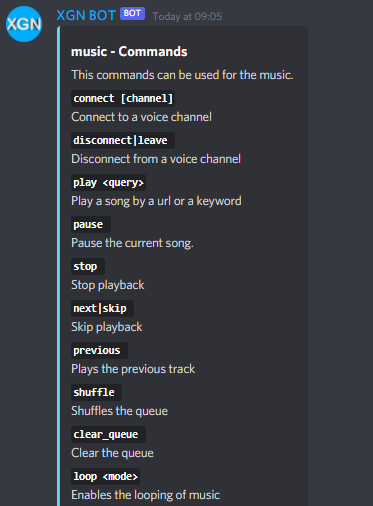 XGN
XGN BOT BOT Today at 09:05
music - Commands
This commands can be used for the music.
connect [channel]
Connect to a voice channel
disconnect|leave
Disconnect from a voice channel
play <query>
Play a song by a url or a keyword
pause
Pause the current song.
stop
Stop playback
next|skip
Skip playback
previous
Plays the previous track
shuffle
Shuffles the queue
clear_queue
Clear the queue
loop <mode>
Enables the looping of music